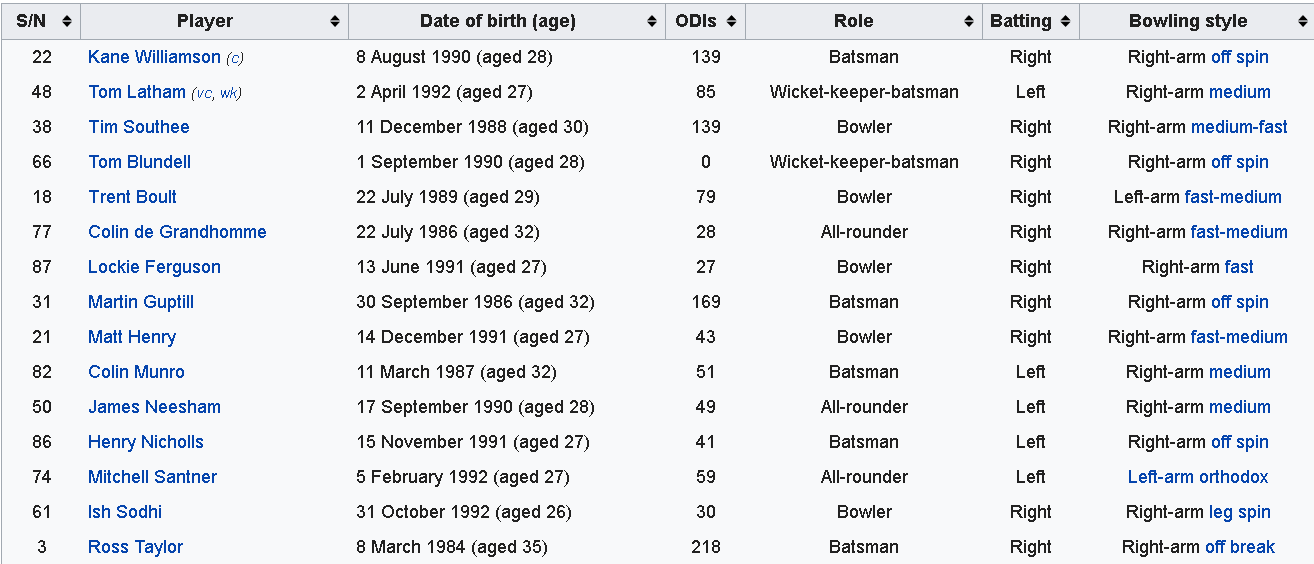 S/N Player Date of birth (age) ODIs Role Batting Bowling style
22 Kane Williamson (c) 8 August 1990 (aged 28) 139 Batsman Right Right-arm off spin
48 Tom Latham (vc, wk) 2 April 1992 (aged 27) 85 Wicket-keeper-batsman Left Right-arm medium
38 Tim Southee 11 December 1988 (aged 30) 139 Bowler Right Right-arm medium-fast
66 Tom Blundell 1 September 1990 (aged 28) 0 Wicket-keeper-batsman Right Right-arm off spin
18 Trent Boult 22 July 1989 (aged 29) 79 Bowler Right Left-arm fast-medium
77 Colin de Grandhomme 22 July 1986 (aged 32) 28 All-rounder Right Right-arm fast-medium
87 Lockie Ferguson 13 June 1991 (aged 27) 27 Bowler Right Right-arm fast
31 Martin Guptill 30 September 1986 (aged 32) 169 Batsman Right Right-arm off spin
21 Matt Henry 14 December 1991 (aged 27) 43 Bowler Right Right-arm fast-medium
82 Colin Munro 11 March 1987 (aged 32) 51 Batsman Left Right-arm medium
50 James Neesham 17 September 1990 (aged 28) 49 All-rounder Left Right-arm medium
86 Henry Nicholls 15 November 1991 (aged 27) 41 Batsman Left Right-arm off spin
74 Mitchell Santner 5 February 1992 (aged 27) 59 All-rounder Left Left-arm orthodox
61 Ish Sodhi 31 October 1992 (aged 26) 30 Bowler Right Right-arm leg spin
3 Ross Taylor 8 March 1984 (aged 35) 218 Batsman Right Right-arm off break